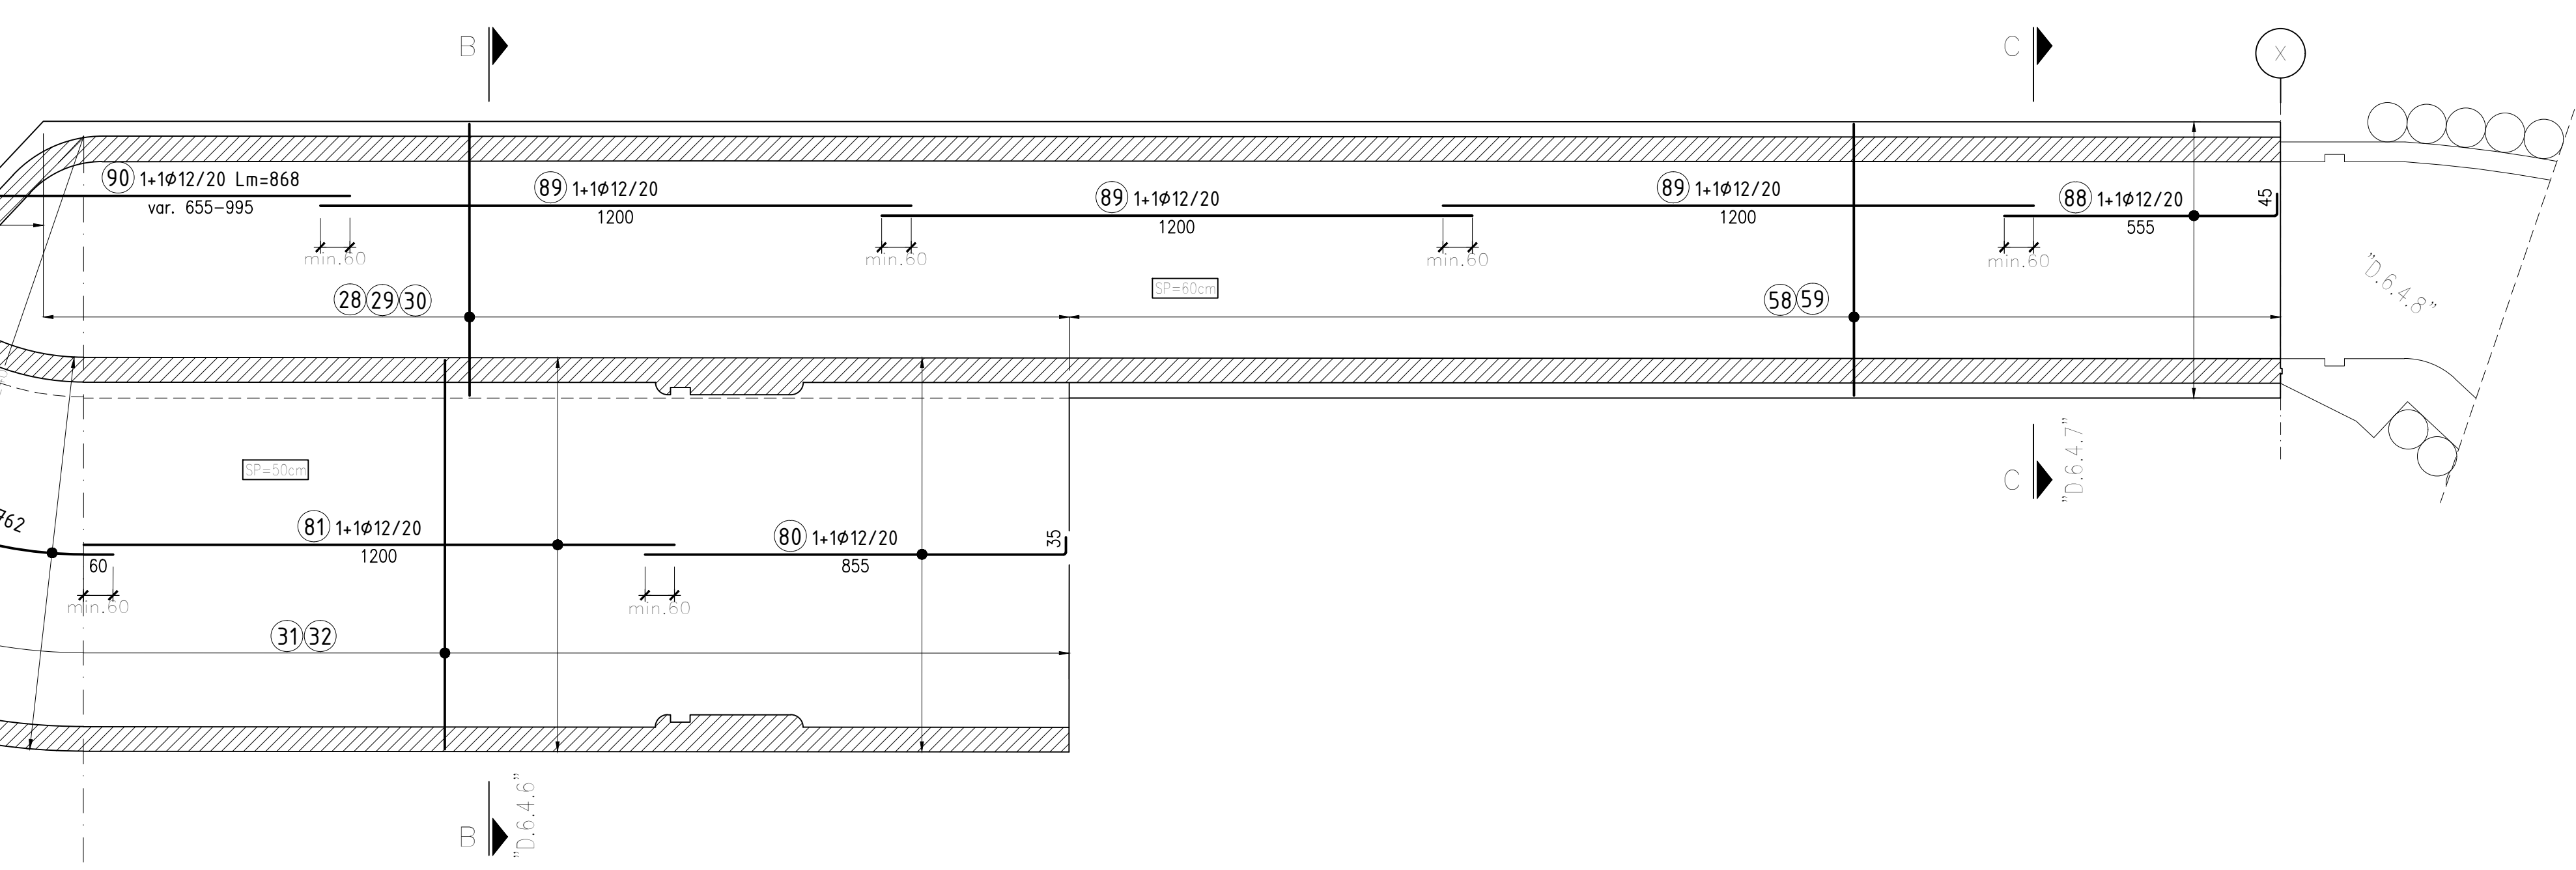 B
C
X
90 1+1Ø12/20 Lm=868
var. 655-995
89 1+1Ø12/20
1200
89 1+1Ø12/20
1200
89 1+1Ø12/20
1200
88 1+1Ø12/20
555
45
min.60
min.60
min.60
min.60
28 29 30
SP=60cm
58 59
"D.6.4.8"
SP=50cm
C
"D.6.4.7"
762
60
81 1+1Ø12/20
1200
80 1+1Ø12/20
855
35
min.60
min.60
31 32
B
"D.6.4.6"